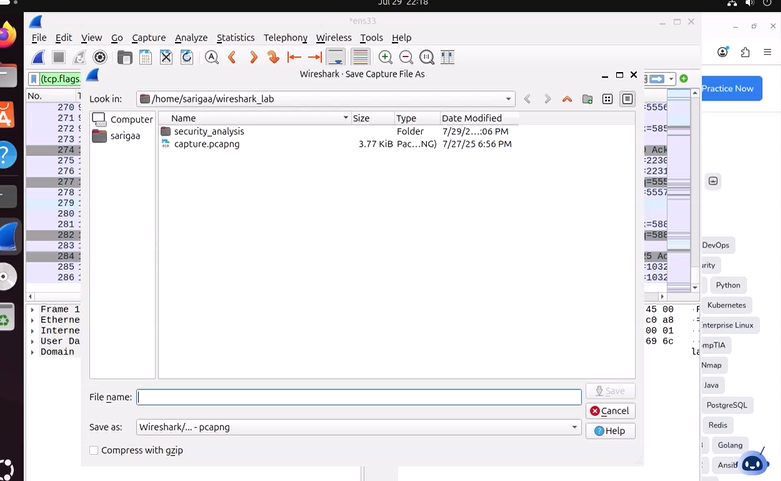 Jul 29 22:18
*ens33
File Edit View Go Capture Analyze Statistics Telephony Wireless Tools Help
(tcp.flags.
Wireshark · Save Capture File As
Practice Now
Look in: /home/sarigaa/wireshark_lab
Computer
sarigaa
Name Size Type Date Modified
security_analysis Folder 7/29/2...:06 PM
capture.pcapng 3.77 KiB Pac...NG) 7/27/25 6:56 PM
No.
270
271
272
273
274
276
277
278
279
280
281
282
283
284
285
286
=5556
=585
Ack
=2230
=2231
=555
=5557
=588
=588
5 Ac
=1032
=1032
Frame 1
Etherne
Interne
User Da
Domain
45 00
c0 a8
00 01
69 6c
File name:
Save
Cancel
Save as: Wireshark/... - pcapng
Help
Compress with gzip
DevOps
urity
Python
Kubernetes
nterprise Linux
mpTIA
Nmap
Java
PostgreSQL
Redis
Golang
Ansib